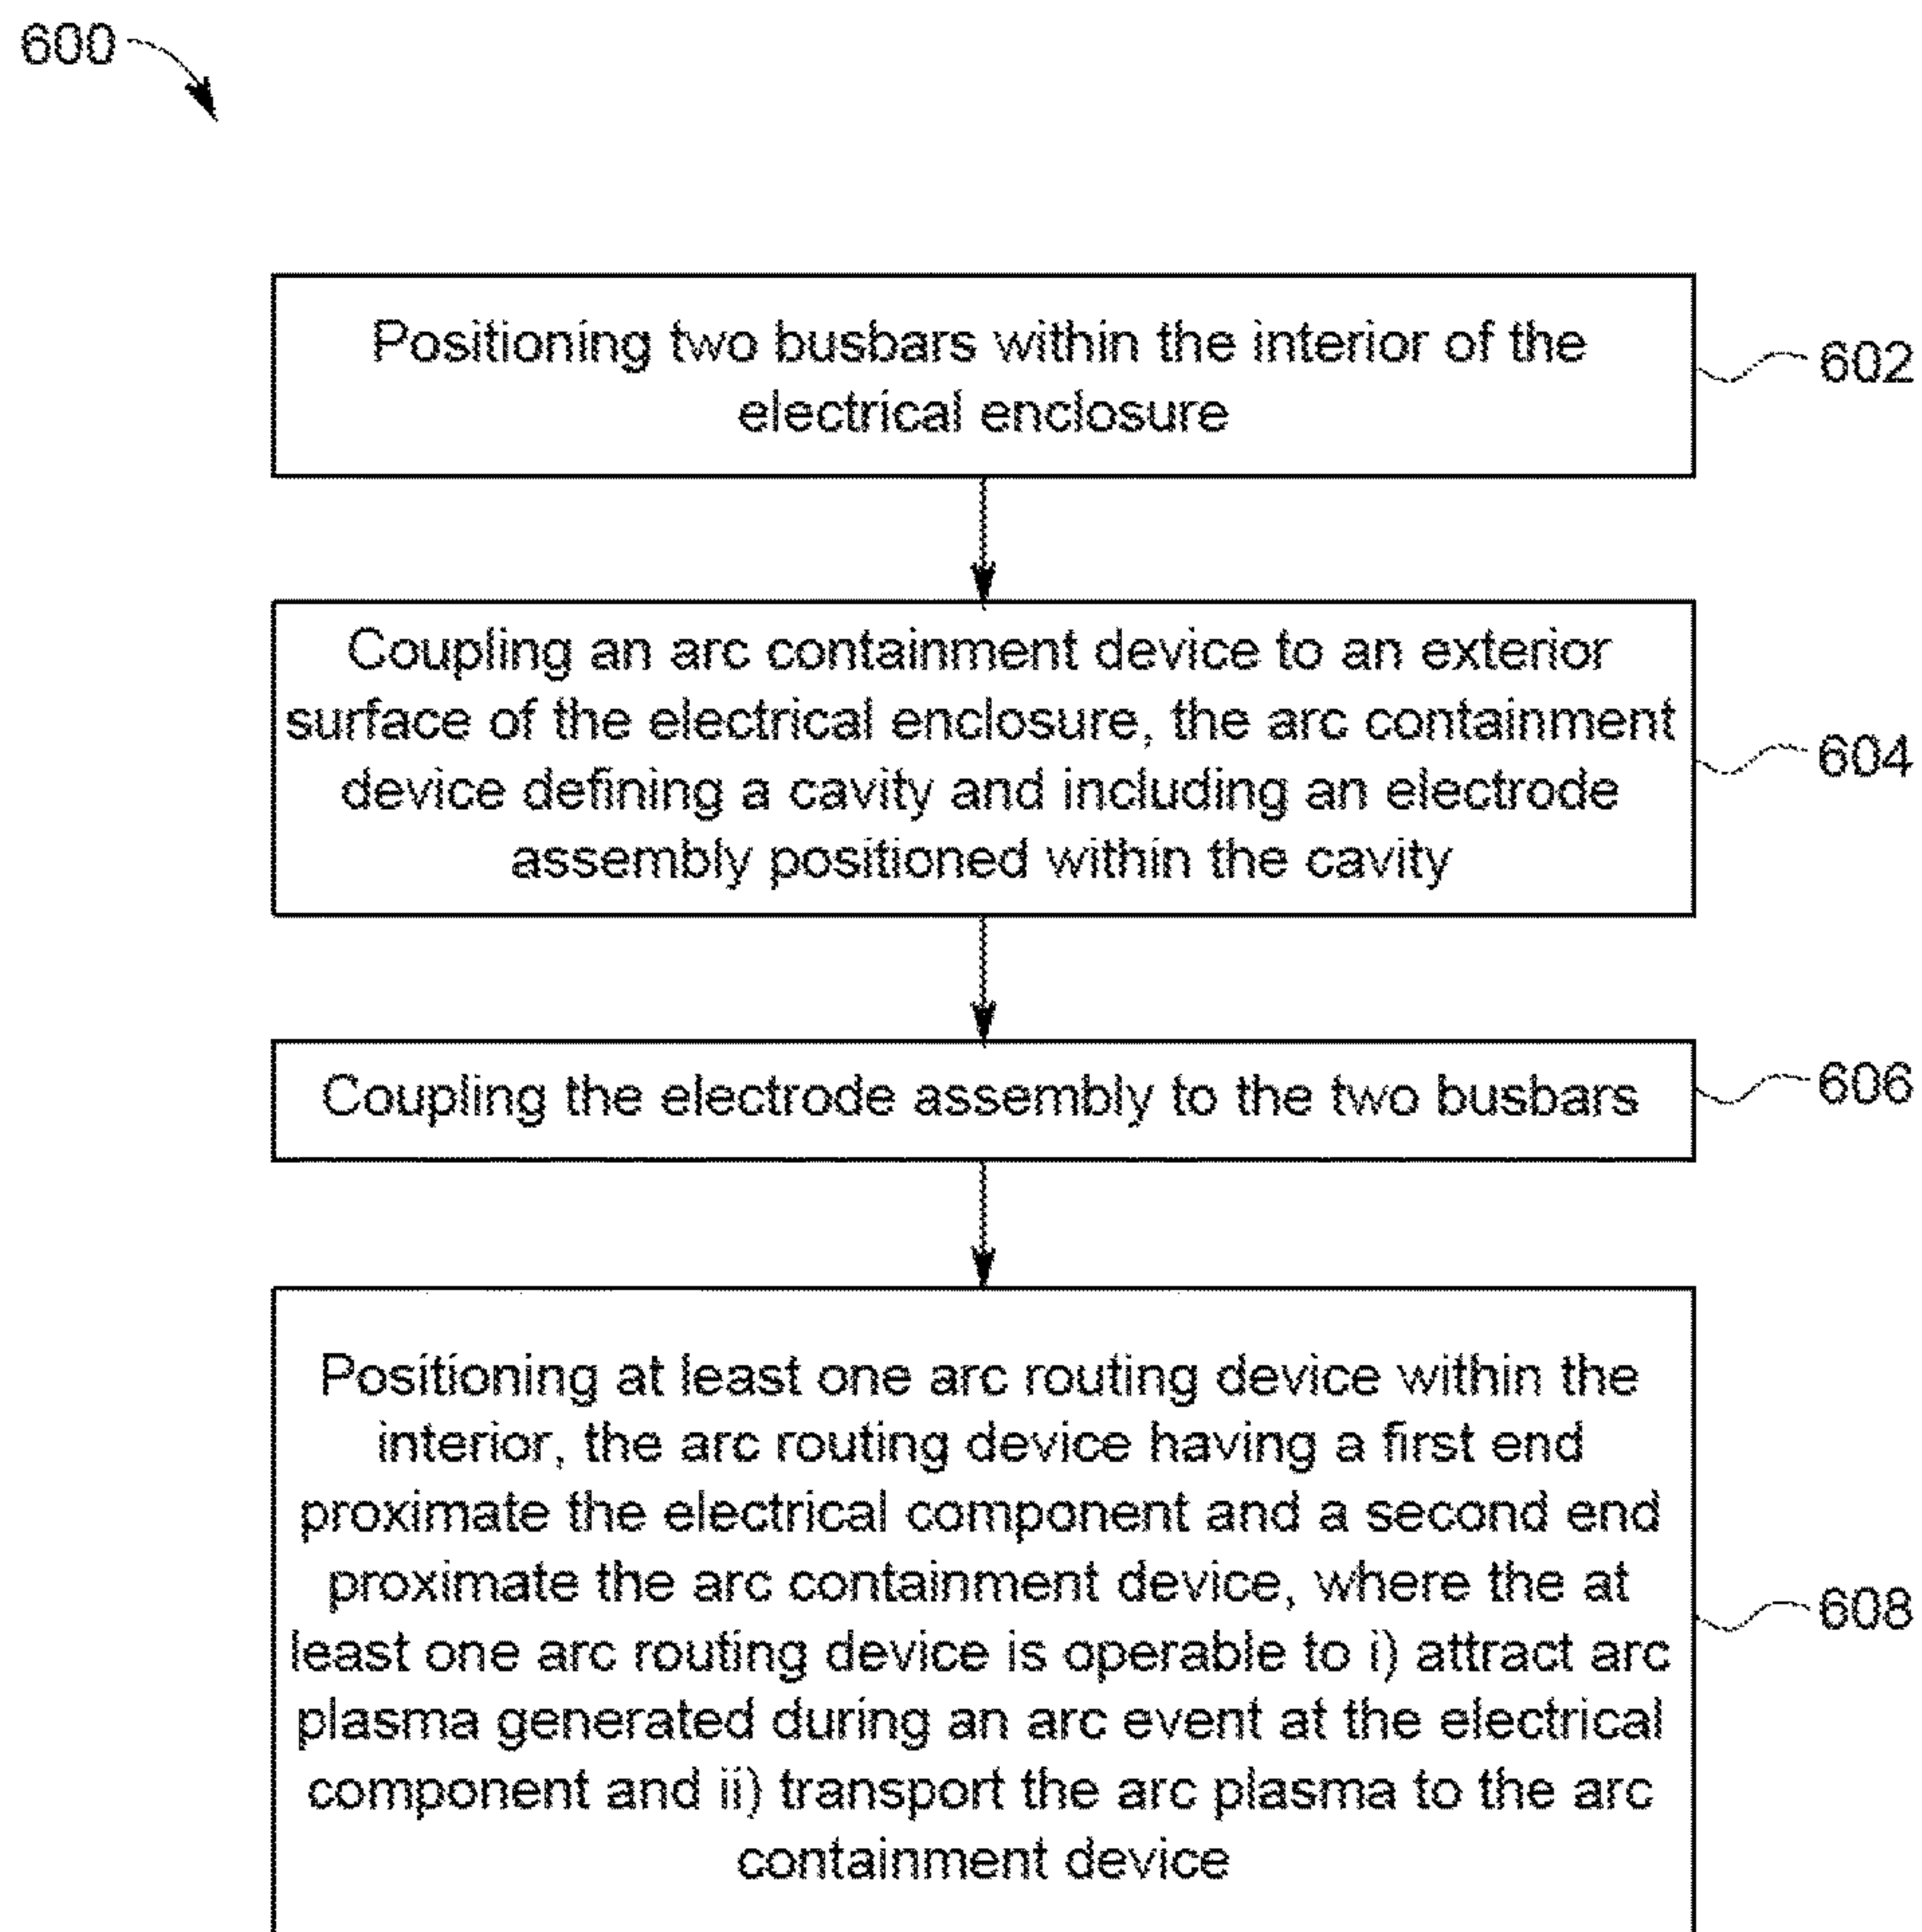 600
Positioning two busbars within the interior of the
electrical enclosure
602
Coupling an arc containment device to an exterior
surface of the electrical enclosure, the arc containment
device defining a cavity and including an electrode
assembly positioned within the cavity
604
Coupling the electrode assembly to the two busbars
606
Positioning at least one arc routing device within the
interior, the arc routing device having a first end
proximate the electrical component and a second end
proximate the arc containment device, where the at
least one arc routing device is operable to i) attract arc
plasma generated during an arc event at the electrical
component and ii) transport the arc plasma to the arc
containment device
608